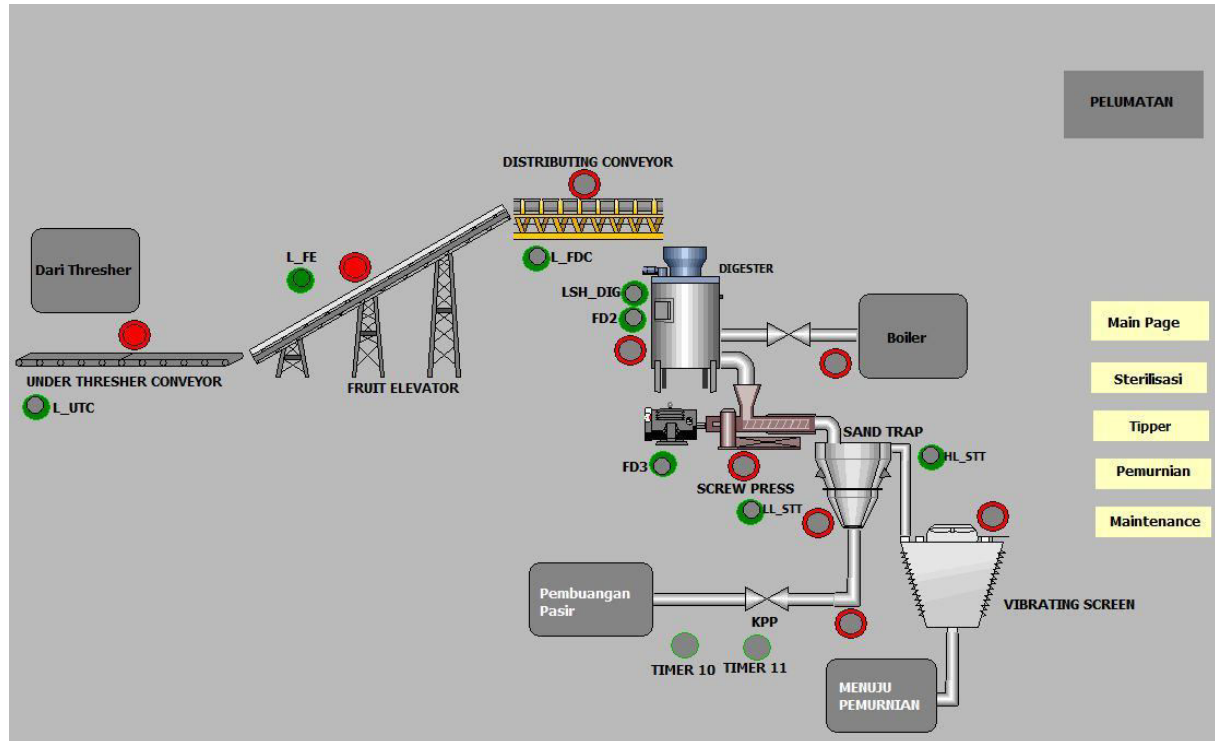 PELUMATAN
DISTRIBUTING CONVEYOR
L_FE
L_FDC
Dari Thresher
DIGESTER
LSH_DIG
FD2
Boiler
Main Page
UNDER THRESHER CONVEYOR
FRUIT ELEVATOR
L_UTC
Sterilisasi
SAND TRAP
Tipper
HL_STT
FD3
SCREW PRESS
Pemurnian
LL_STT
Maintenance
Pembuangan
Pasir
KPP
VIBRATING SCREEN
TIMER 10
TIMER 11
MENUJU
PEMURNIAN